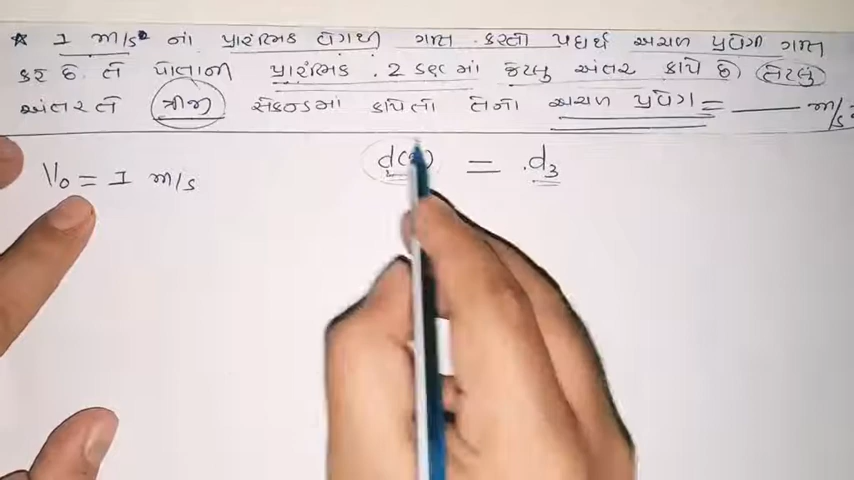 * 1 m/s નાં પ્રારંભિક વેગથી ગતિ કરતો પદાર્થ અચળ પ્રવેગી ગતિ
કરે છે. તે પોતાની પ્રારંભિક 2 કણમાં જેટલું અંતર કાપે છે તેટલું
અંતર તે ત્રીજી સેકન્ડમાં કાપે તો તેનો અચળ પ્રવેગ = ____ m/s²
V₀ = 1 m/s
= d₃